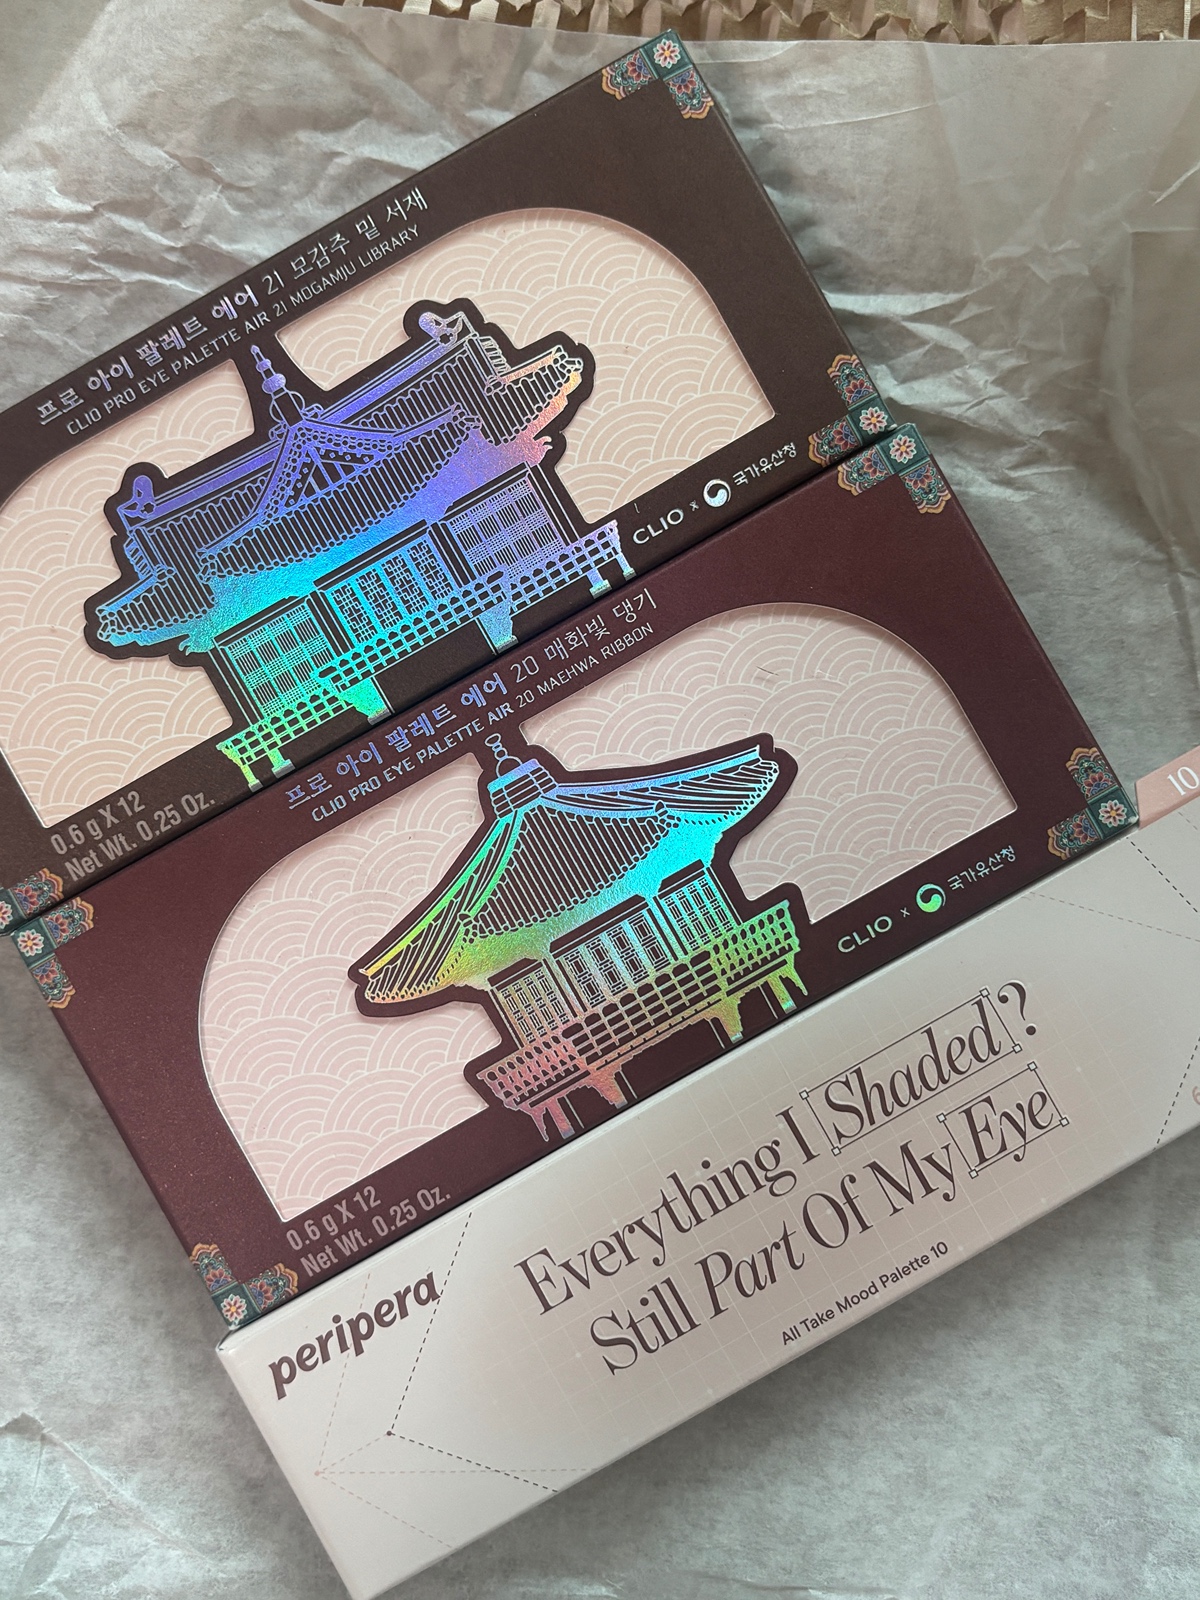 프로 아이 팔레트 에어 21 모감주 밑 서재
CLIO PRO EYE PALETTE AIR 21 MOGAMJU LIBRARY
CLIO x 국가유산청
0.6 g X 12
Net Wt. 0.25 Oz.
프로 아이 팔레트 에어 20 매화빛 댕기
CLIO PRO EYE PALETTE AIR 20 MAEHWA RIBBON
CLIO x 국가유산청
0.6 g X 12
Net Wt. 0.25 Oz.
10
peripera
Everything I Shaded?
Still Part Of My Eye
All Take Mood Palette 10